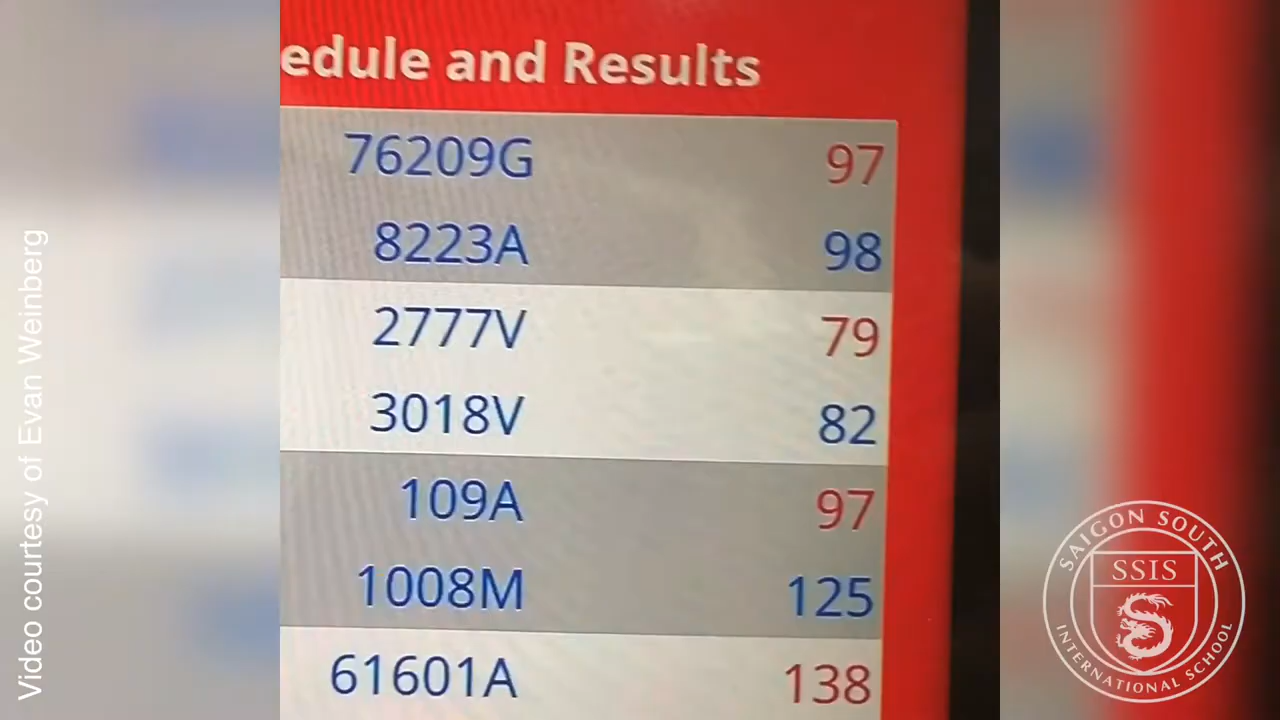 edule and Results
76209G 97
8223A 98
2777V 79
3018V 82
109A 97
1008M 125
61601A 138
Video courtesy of Evan Weinberg
SAIGON SOUTH
SSIS
INTERNATIONAL SCHOOL